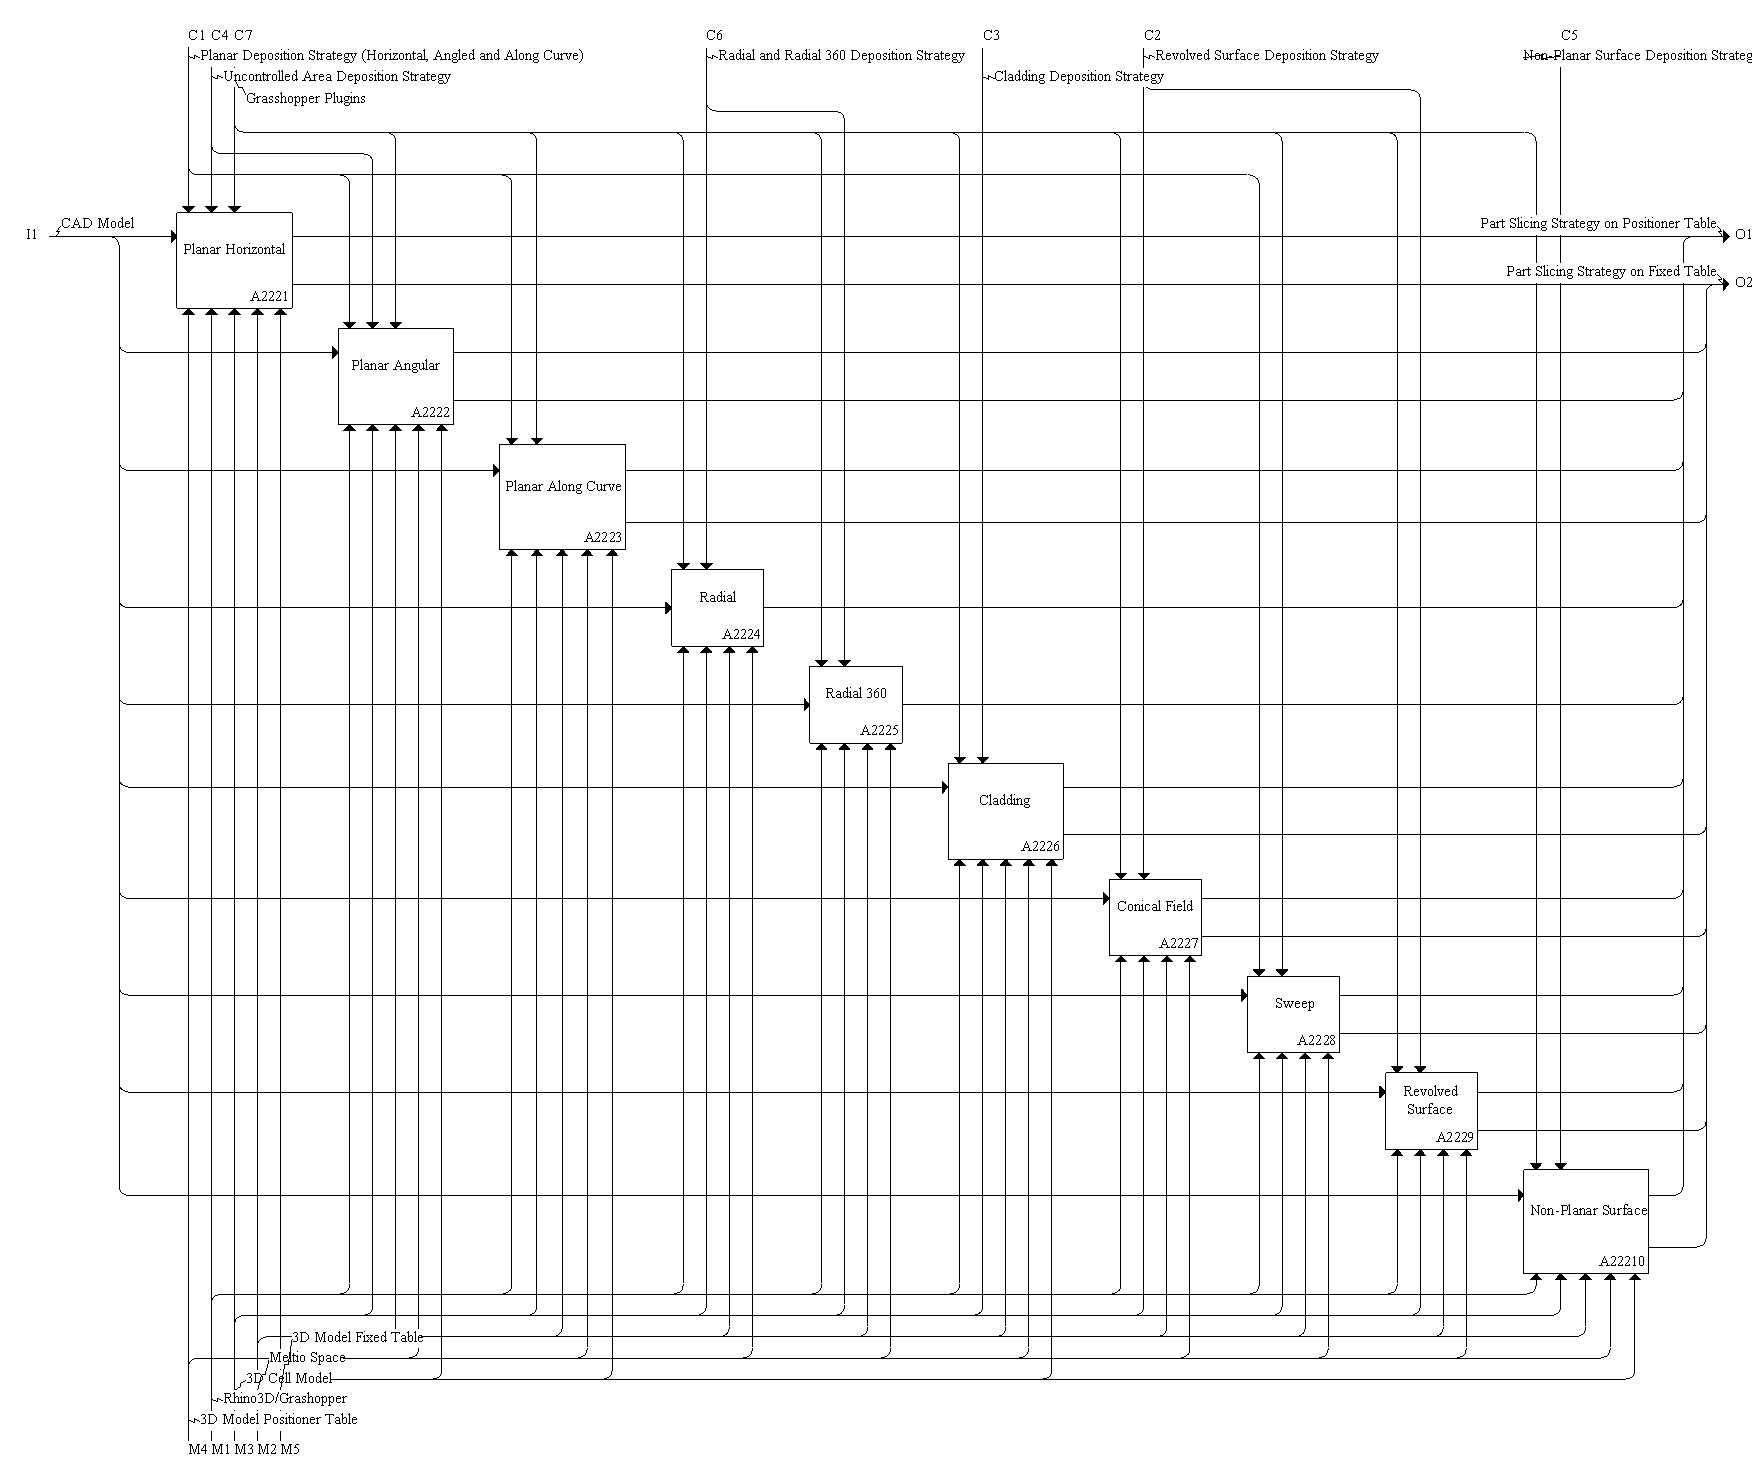 C1 C4 C7 C6 C3 C2 C5
Planar Deposition Strategy (Horizontal, Angled and Along Curve)
Radial and Radial 360 Deposition Strategy
Revolved Surface Deposition Strategy
Non-Planar Surface Deposition Strateg
Uncontrolled Area Deposition Strategy
Cladding Deposition Strategy
Grasshopper Plugins
I1
CAD Model
Part Slicing Strategy on Positioner Table
O1
Planar Horizontal
A2221
Part Slicing Strategy on Fixed Table
O2
Planar Angular
A2222
Planar Along Curve
A2223
Radial
A2224
Radial 360
A2225
Cladding
A2226
Conical Field
A2227
Sweep
A2228
Revolved
Surface
A2229
Non-Planar Surface
A22210
3D Model Fixed Table
Meltio Space
3D Cell Model
Rhino3D/Grashopper
3D Model Positioner Table
M4 M1 M3 M2 M5